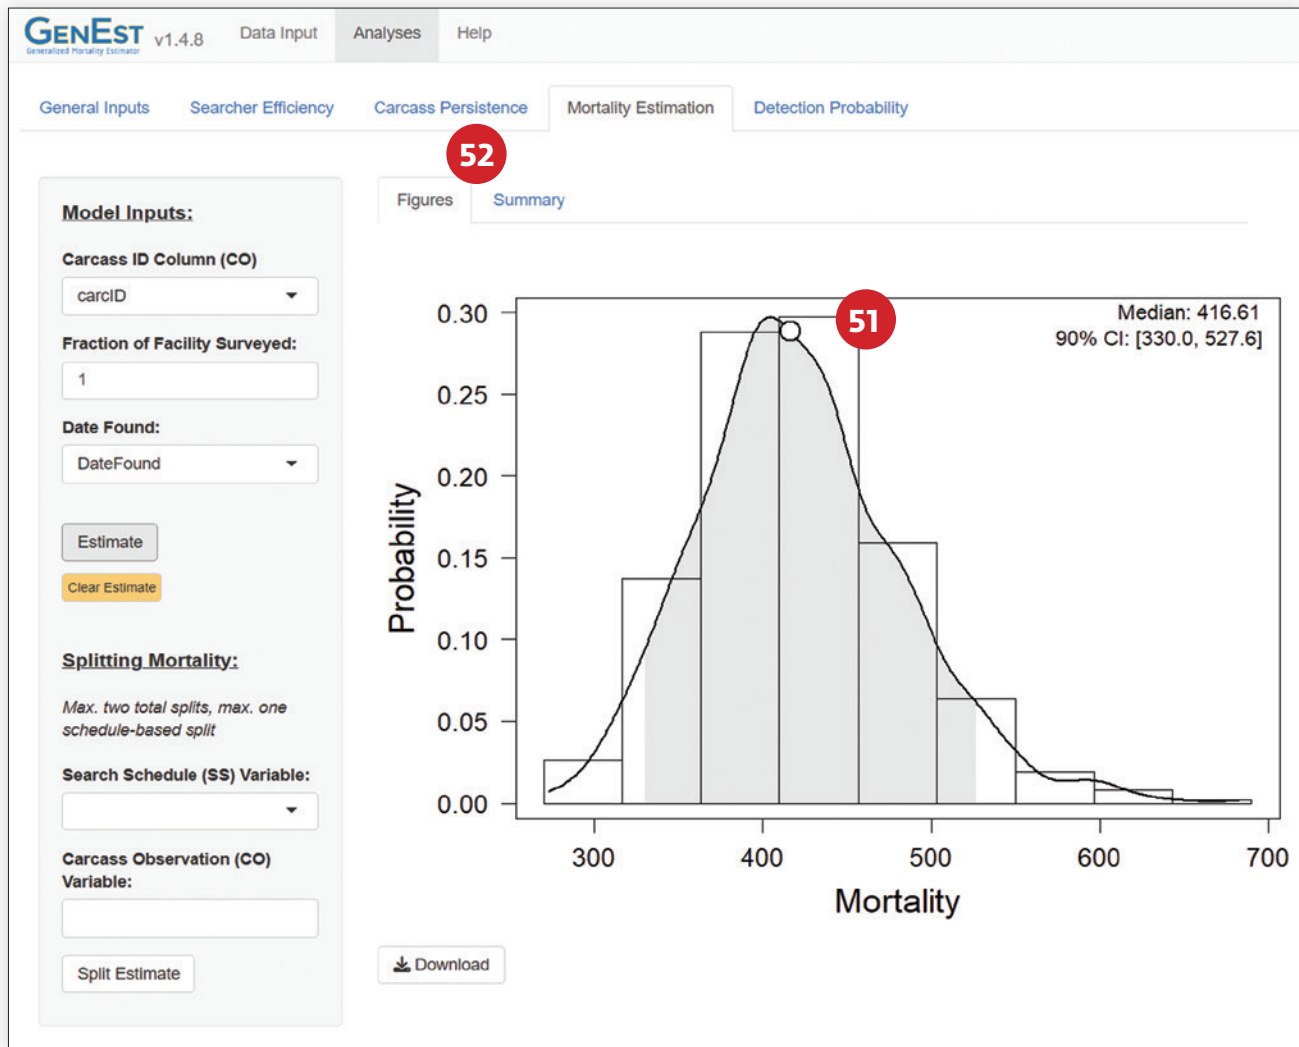 GENEST v1.4.8 Data Input Analyses Help
Generalized Mortality Estimator
General Inputs Searcher Efficiency Carcass Persistence Mortality Estimation Detection Probability
52
Figures Summary
Model Inputs:
Carcass ID Column (CO)
carcID
Fraction of Facility Surveyed:
1
Date Found:
DateFound
Estimate
Clear Estimate
Splitting Mortality:
Max. two total splits, max. one
schedule-based split
Search Schedule (SS) Variable:
Carcass Observation (CO)
Variable:
Split Estimate
51
Median: 416.61
90% CI: [330.0, 527.6]
Probability
0.30
0.25
0.20
0.15
0.10
0.05
0.00
300 400 500 600 700
Mortality
Download